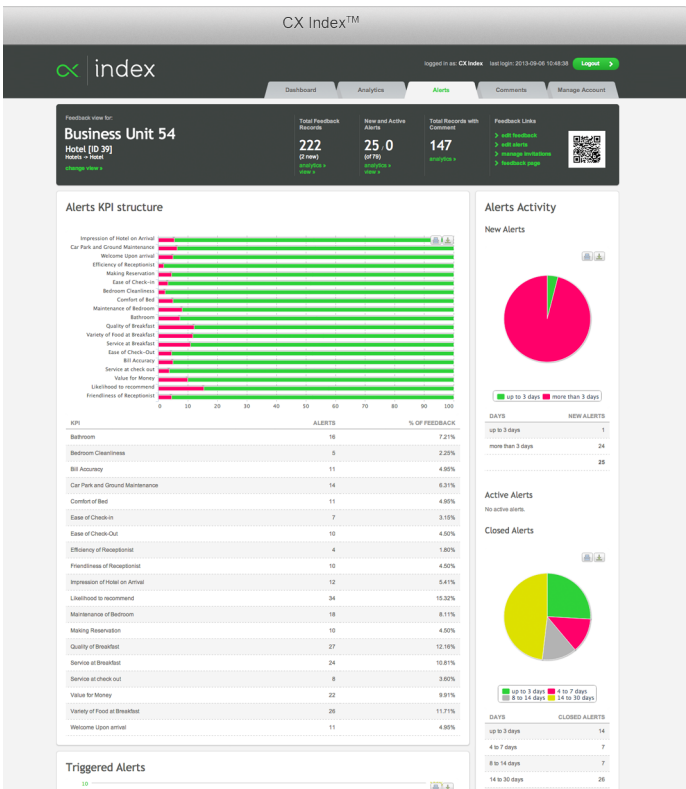 CX Index™
cx index
logged in as: CX Index last login: 2013-09-06 10:48:38 Logout
Dashboard Analytics Alerts Comments Manage Account
Feedback view for:
Business Unit 54
Hotel [ID 39]
Hotels → Hotel
change view »
Total Feedback Records
222
(2 new)
analytics »
view »
New and Active Alerts
25/0
(of 79)
analytics »
view »
Total Records with Comment
147
analytics »
Feedback Links
edit feedback
edit alerts
manage invitations
feedback page
Alerts KPI structure
Impression of Hotel on Arrival
Car Park and Ground Maintenance
Welcome Upon arrival
Efficiency of Receptionist
Making Reservation
Ease of Check-in
Bedroom Cleanliness
Comfort of Bed
Maintenance of Bedroom
Bathroom
Quality of Breakfast
Variety of Food at Breakfast
Service at Breakfast
Ease of Check-Out
Bill Accuracy
Service at check out
Value for Money
Likelihood to recommend
Friendliness of Receptionist
0 10 20 30 40 50 60 70 80 90 100
KPI ALERTS % OF FEEDBACK
Bathroom 16 7.21%
Bedroom Cleanliness 5 2.25%
Bill Accuracy 11 4.95%
Car Park and Ground Maintenance 14 6.31%
Comfort of Bed 11 4.95%
Ease of Check-in 7 3.15%
Ease of Check-Out 10 4.50%
Efficiency of Receptionist 4 1.80%
Friendliness of Receptionist 10 4.50%
Impression of Hotel on Arrival 12 5.41%
Likelihood to recommend 34 15.32%
Maintenance of Bedroom 18 8.11%
Making Reservation 10 4.50%
Quality of Breakfast 27 12.16%
Service at Breakfast 24 10.81%
Service at check out 8 3.60%
Value for Money 22 9.91%
Variety of Food at Breakfast 26 11.71%
Welcome Upon arrival 11 4.95%
Triggered Alerts
10
Alerts Activity
New Alerts
up to 3 days more than 3 days
DAYS NEW ALERTS
up to 3 days 1
more than 3 days 24
25
Active Alerts
No active alerts.
Closed Alerts
up to 3 days 4 to 7 days
8 to 14 days 14 to 30 days
DAYS CLOSED ALERTS
up to 3 days 14
4 to 7 days 7
8 to 14 days 7
14 to 30 days 26